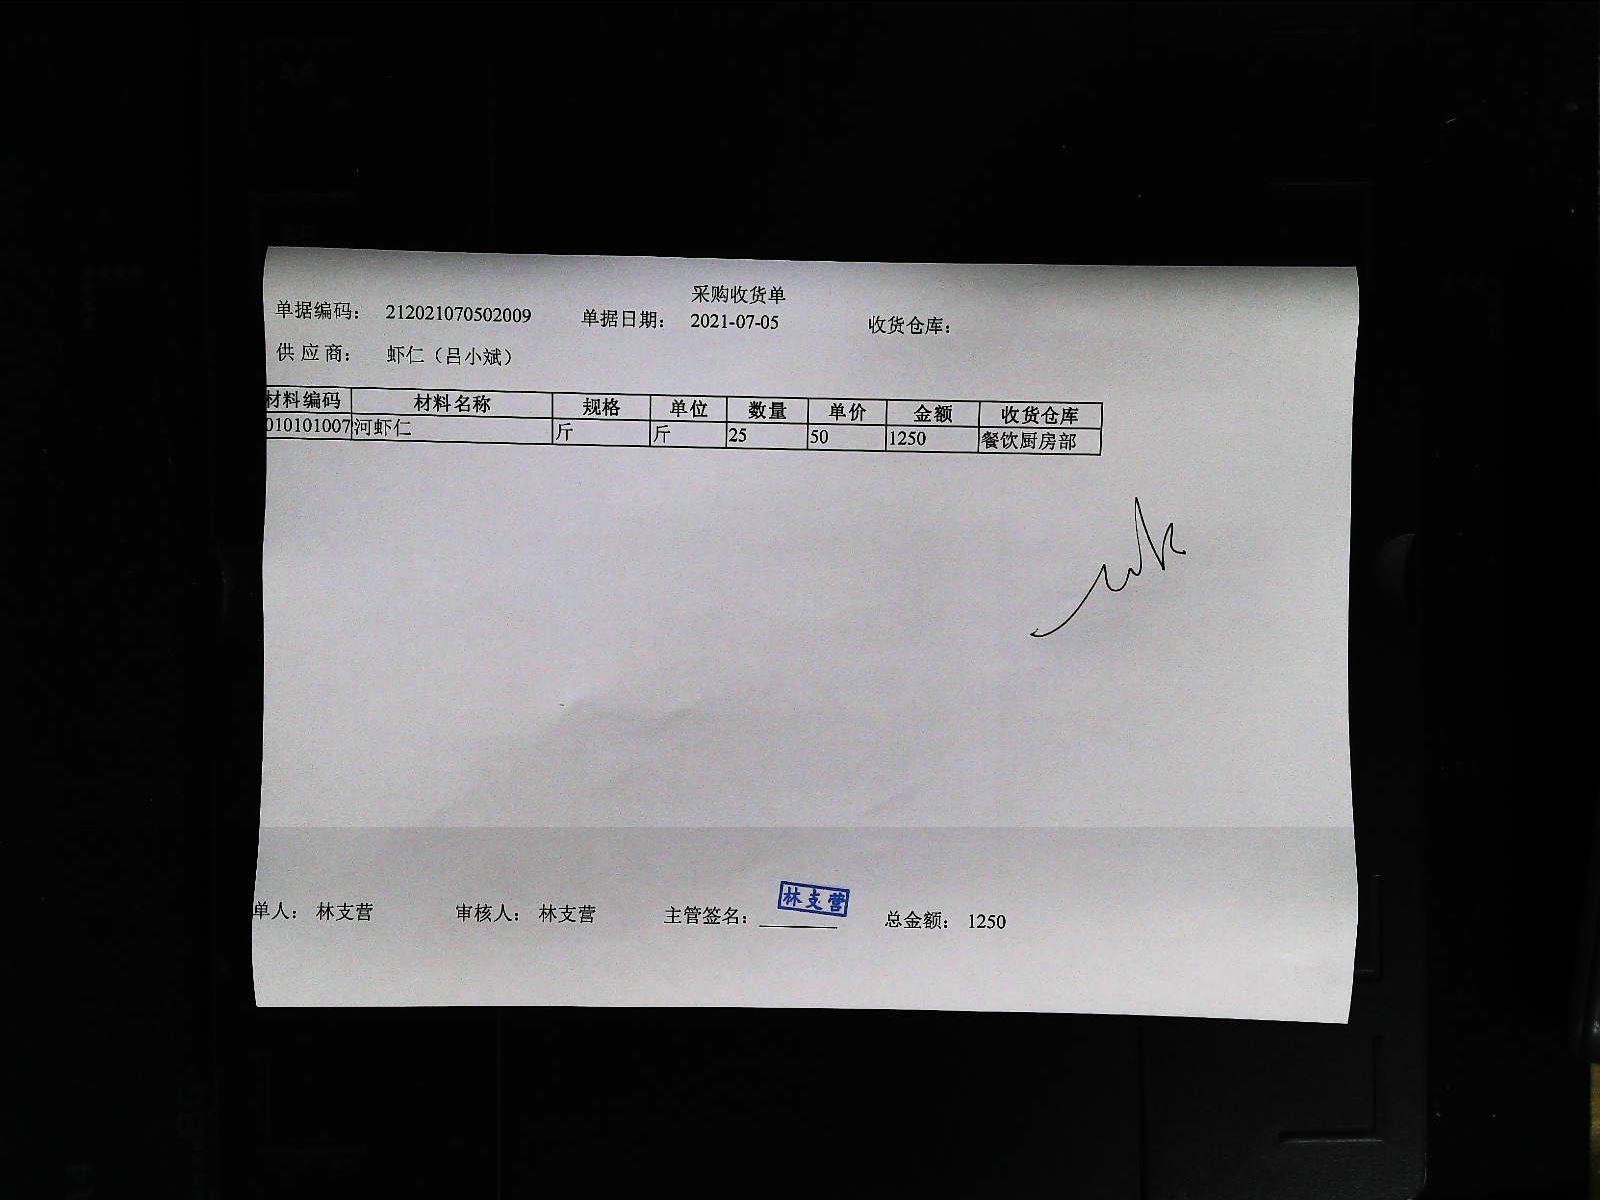 采购收货单
单据编码： 212021070502009 单据日期： 2021-07-05 收货仓库：
供应商： 虾仁（吕小斌）
材料编码 材料名称 规格 单位 数量 单价 金额 收货仓库
010101007 河虾仁 斤 斤 25 50 1250 餐饮厨房部
单人： 林支营 审核人： 林支营 主管签名： 林支营 总金额： 1250